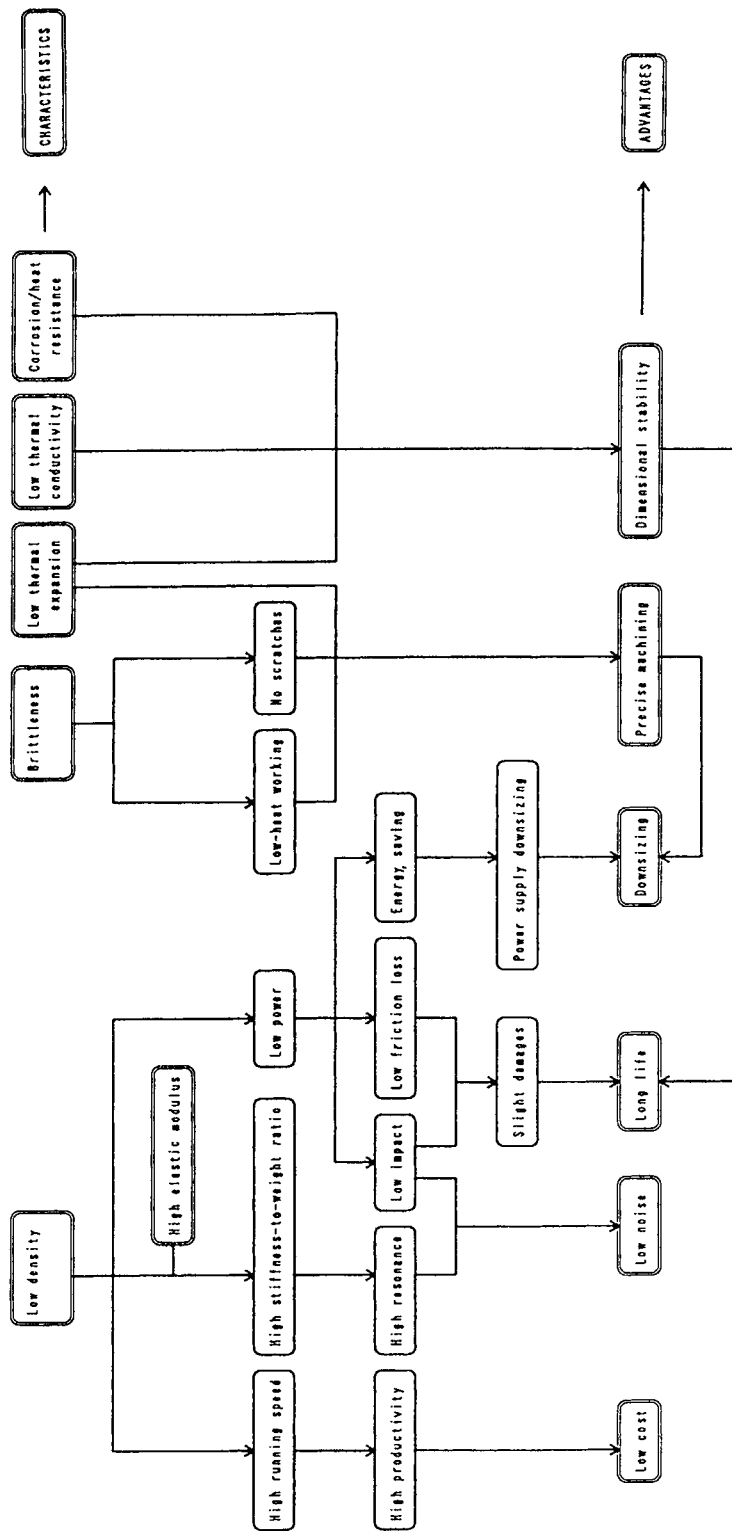 Low density
Brittleness
Low thermal
expansion
Low thermal
conductivity
Corrosion/heat
resistance
CHARACTERISTICS
High elastic modulus
High running speed
High stiffness-to-weight ratio
Low power
Low-heat working
No scratches
High productivity
High resonance
Low impact
Low friction loss
Energy, saving
Slight damages
Power supply downsizing
Low cost
Low noise
Long life
Downsizing
Precise machining
Dimensional stability
ADVANTAGES